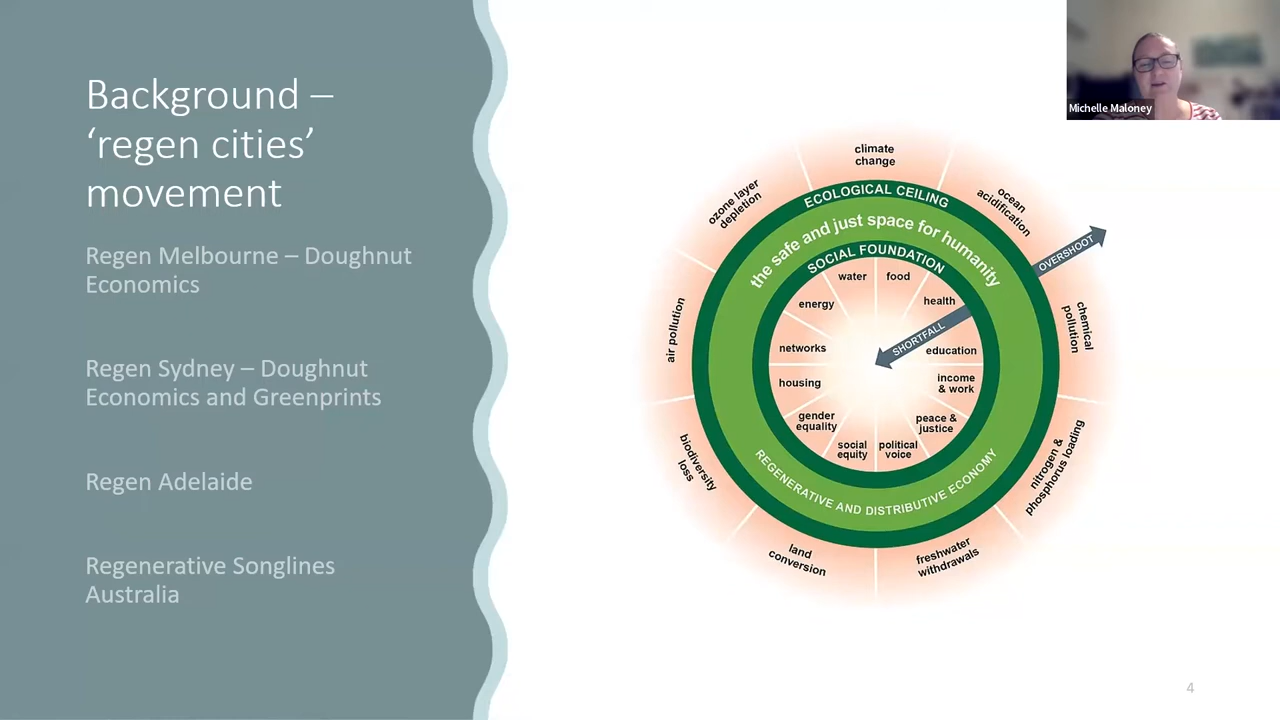 Background –
‘regen cities’
movement
Regen Melbourne – Doughnut
Economics
Regen Sydney – Doughnut
Economics and Greenprints
Regen Adelaide
Regenerative Songlines
Australia
Michelle Maloney
climate
change
ocean
acidification
chemical
pollution
nitrogen &
phosphorus loading
freshwater
withdrawals
land
conversion
biodiversity
loss
air pollution
ozone layer
depletion
ECOLOGICAL CEILING
the safe and just space for humanity
SOCIAL FOUNDATION
OVERSHOOT
SHORTFALL
water
food
health
education
income
& work
peace &
justice
political
voice
social
equity
gender
equality
housing
networks
energy
REGENERATIVE AND DISTRIBUTIVE ECONOMY
4